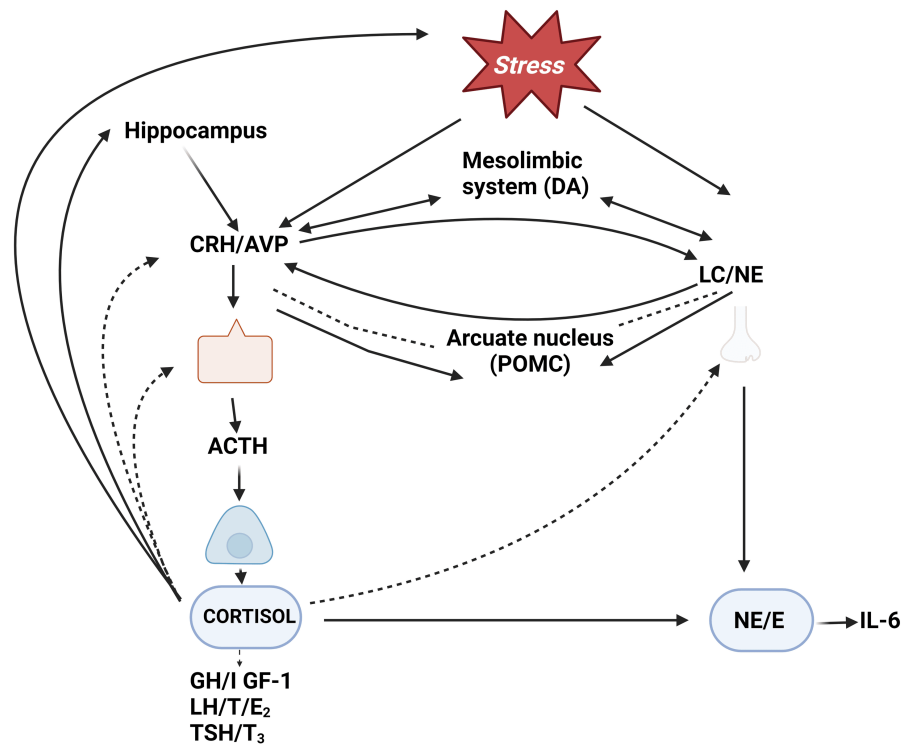 Stress
Hippocampus
Mesolimbic
system (DA)
CRH/AVP
LC/NE
Arcuate nucleus
(POMC)
ACTH
CORTISOL
NE/E
IL-6
GH/I GF-1
LH/T/E₂
TSH/T₃